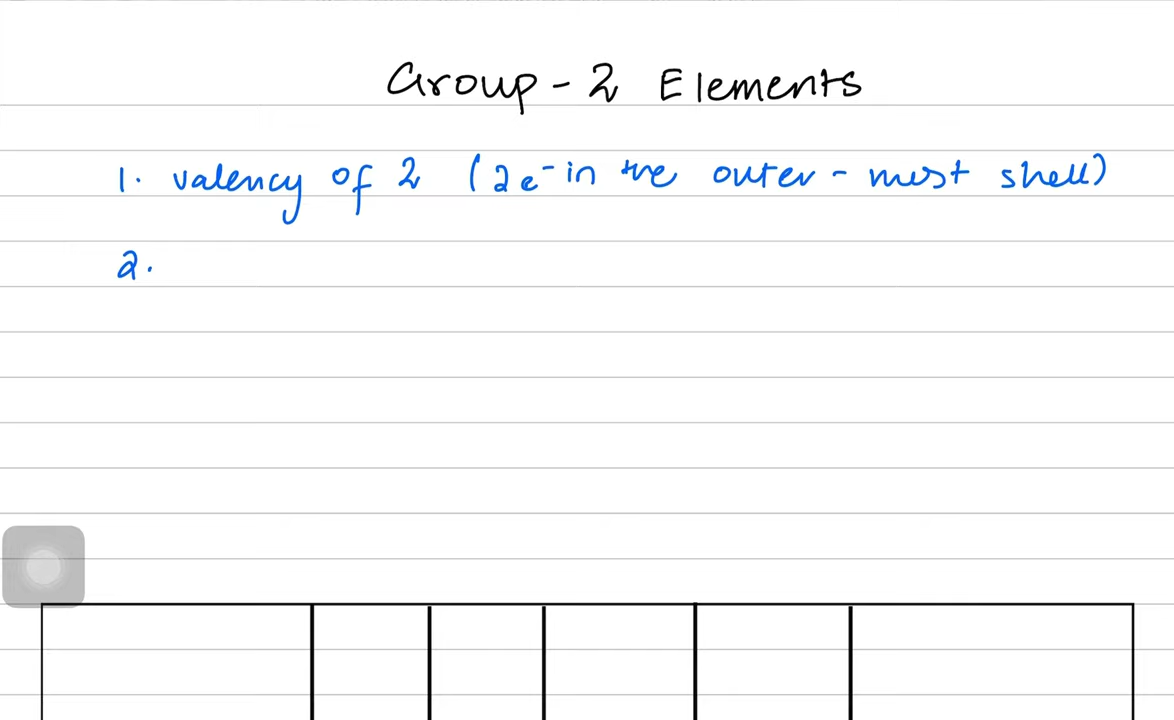 Group - 2 Elements
1. valency of 2 (2e⁻ in the outer - most shell)
2.